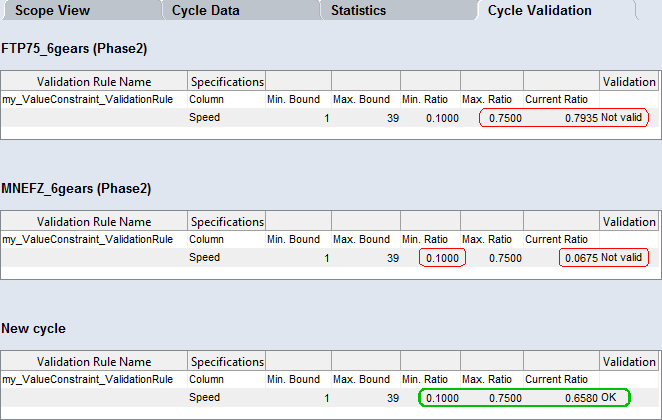 Scope View Cycle Data Statistics Cycle Validation
FTP75_6gears (Phase2)
Validation Rule Name Specifications Validation
my_ValueConstraint_ValidationRule Column Min. Bound Max. Bound Min. Ratio Max. Ratio Current Ratio
Speed 1 39 0.1000 0.7500 0.7935 Not valid
MNEFZ_6gears (Phase2)
Validation Rule Name Specifications Validation
my_ValueConstraint_ValidationRule Column Min. Bound Max. Bound Min. Ratio Max. Ratio Current Ratio
Speed 1 39 0.1000 0.7500 0.0675 Not valid
New cycle
Validation Rule Name Specifications Validation
my_ValueConstraint_ValidationRule Column Min. Bound Max. Bound Min. Ratio Max. Ratio Current Ratio
Speed 1 39 0.1000 0.7500 0.6580 OK